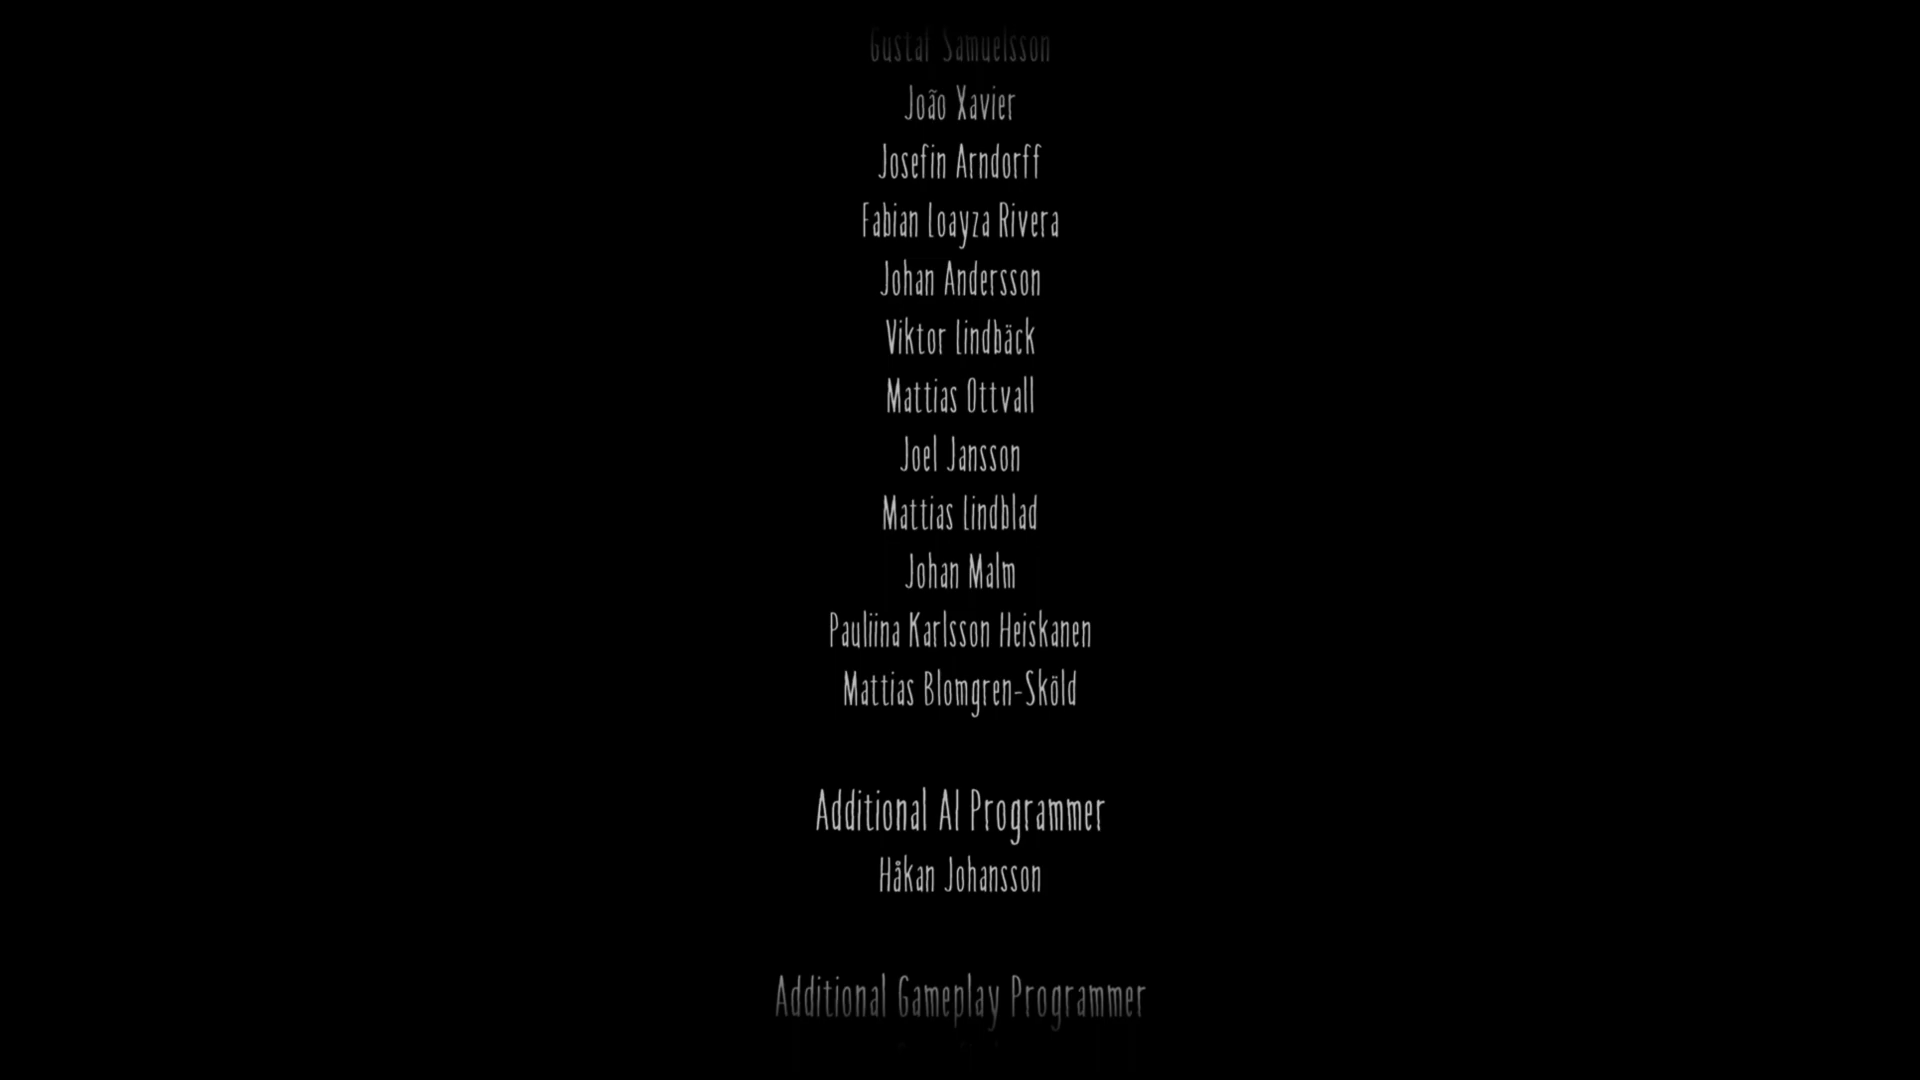 Gustaf Samuelsson
João Xavier
Josefin Arndorff
Fabian Loayza Rivera
Johan Andersson
Viktor Lindbäck
Mattias Ottvall
Joel Jansson
Mattias Lindblad
Johan Malm
Pauliina Karlsson Heiskanen
Mattias Blomgren-Sköld
Additional AI Programmer
Håkan Johansson
Additional Gameplay Programmer